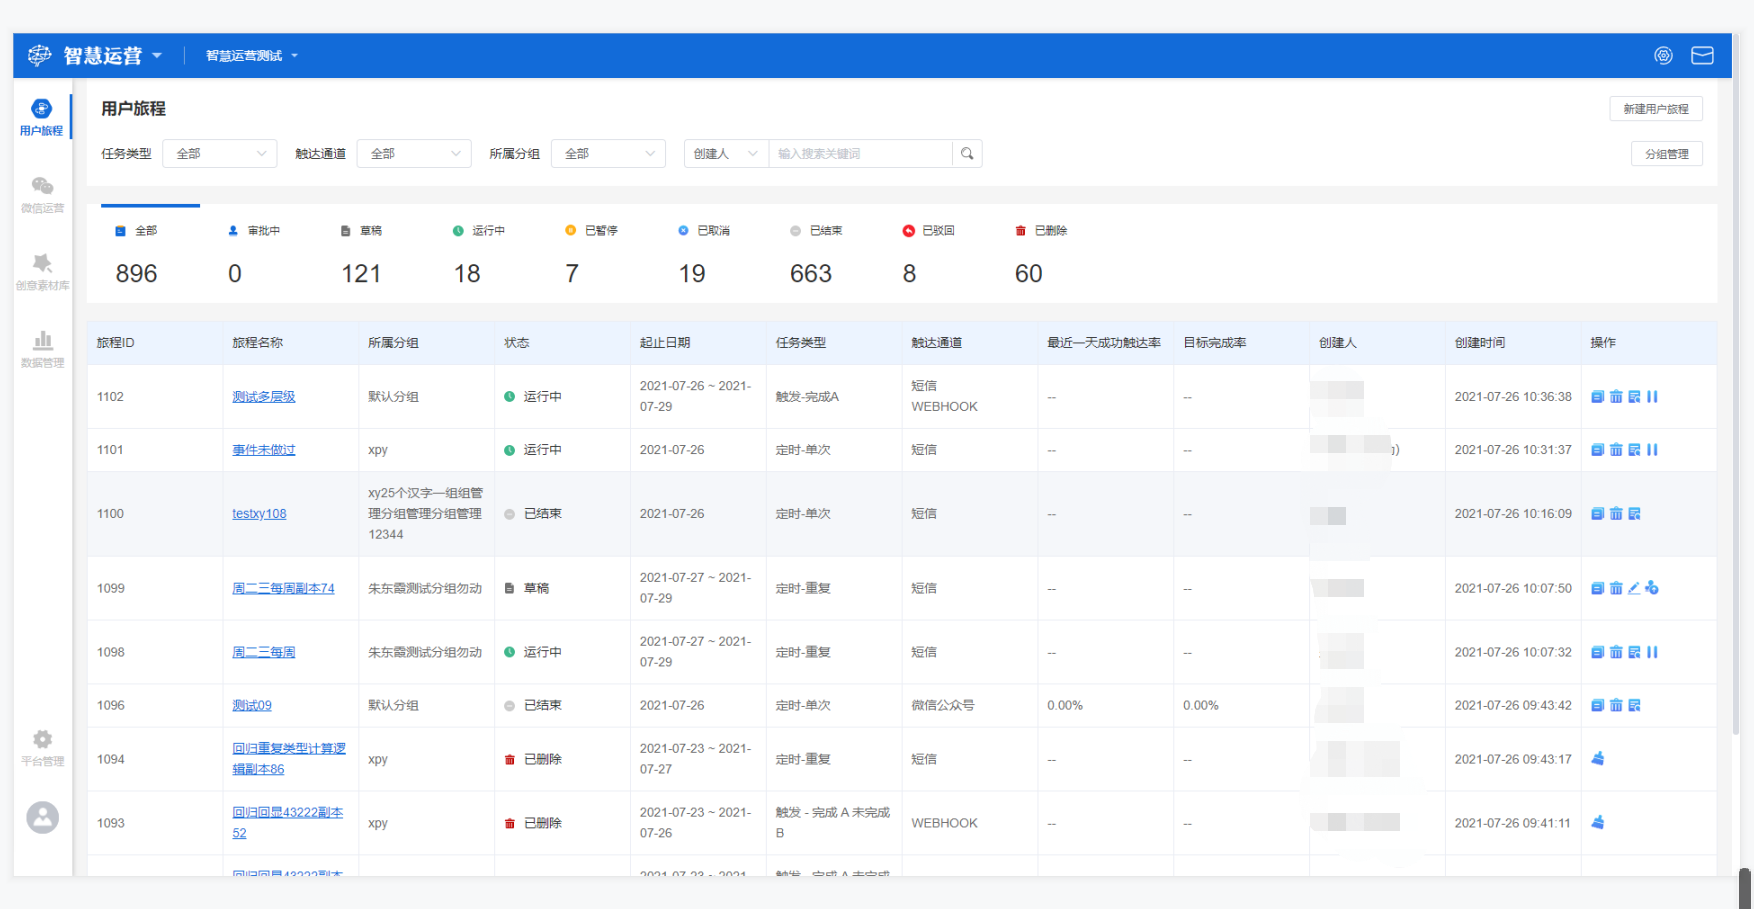 智慧运营
智慧运营测试
用户旅程
微信运营
创意素材库
数据管理
平台管理
用户旅程
新建用户旅程
任务类型 全部 触达通道 全部 所属分组 全部 创建人 输入搜索关键词
分组管理
全部 审批中 草稿 运行中 已暂停 已取消 已结束 已驳回 已删除
896 0 121 18 7 19 663 8 60
旅程ID 旅程名称 所属分组 状态 起止日期 任务类型 触达通道 最近一天成功触达率 目标完成率 创建人 创建时间 操作
1102 测试多层级 默认分组 运行中 2021-07-26 ~ 2021-07-29 触发-完成A 短信 WEBHOOK -- -- 2021-07-26 10:36:38
1101 事件未做过 xpy 运行中 2021-07-26 定时-单次 短信 -- -- 2021-07-26 10:31:37
1100 testxy108 xy25个汉字一组组管理分组管理分组管理12344 已结束 2021-07-26 定时-单次 短信 -- -- 2021-07-26 10:16:09
1099 周二三每周副本74 朱东霞测试分组勿动 草稿 2021-07-27 ~ 2021-07-29 定时-重复 短信 -- -- 2021-07-26 10:07:50
1098 周二三每周 朱东霞测试分组勿动 运行中 2021-07-27 ~ 2021-07-29 定时-重复 短信 -- -- 2021-07-26 10:07:32
1096 测试09 默认分组 已结束 2021-07-26 定时-单次 微信公众号 0.00% 0.00% 2021-07-26 09:43:42
1094 回归重复类型计算逻辑副本86 xpy 已删除 2021-07-23 ~ 2021-07-27 定时-重复 短信 -- -- 2021-07-26 09:43:17
1093 回归回显43222副本52 xpy 已删除 2021-07-23 ~ 2021-07-26 触发 - 完成 A 未完成 B WEBHOOK -- -- 2021-07-26 09:41:11
回归回显43222副本 2021-07-23 ~ 2021- 触发 - 完成 A 未完成